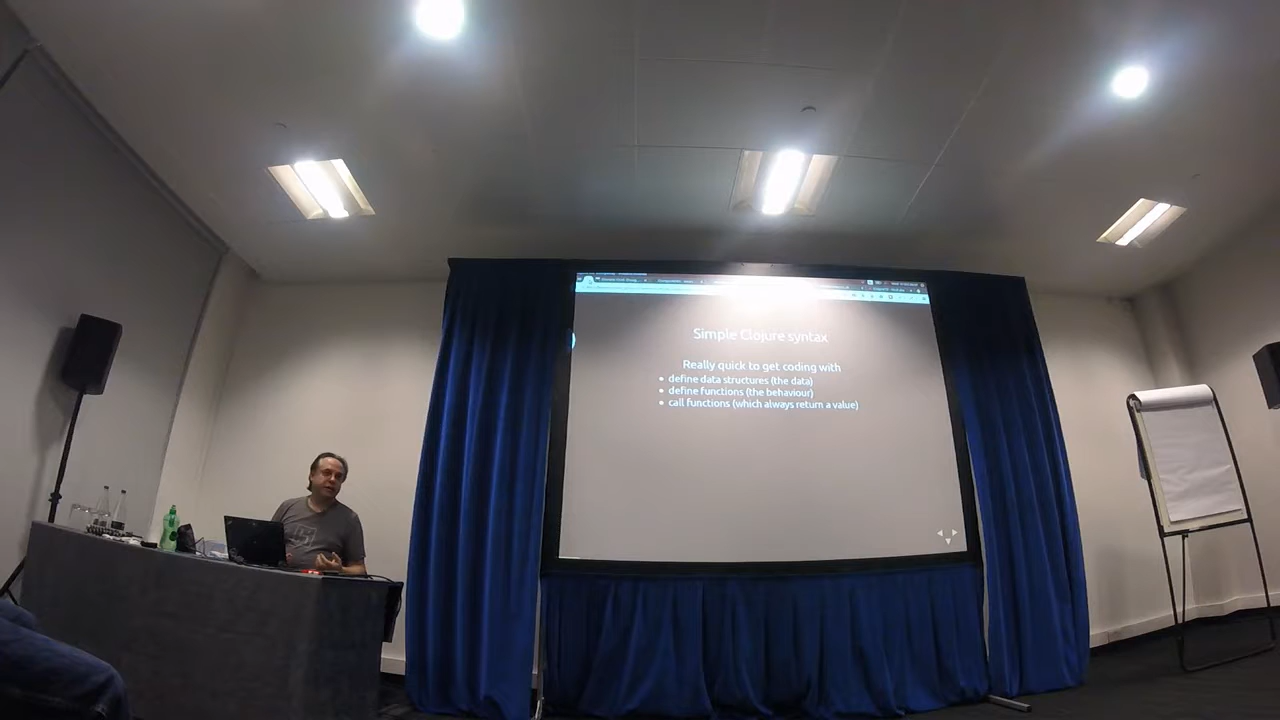 Simple Clojure syntax
Really quick to get coding with
• define data structures (the data)
• define functions (the behaviour)
• call functions (which always return a value)